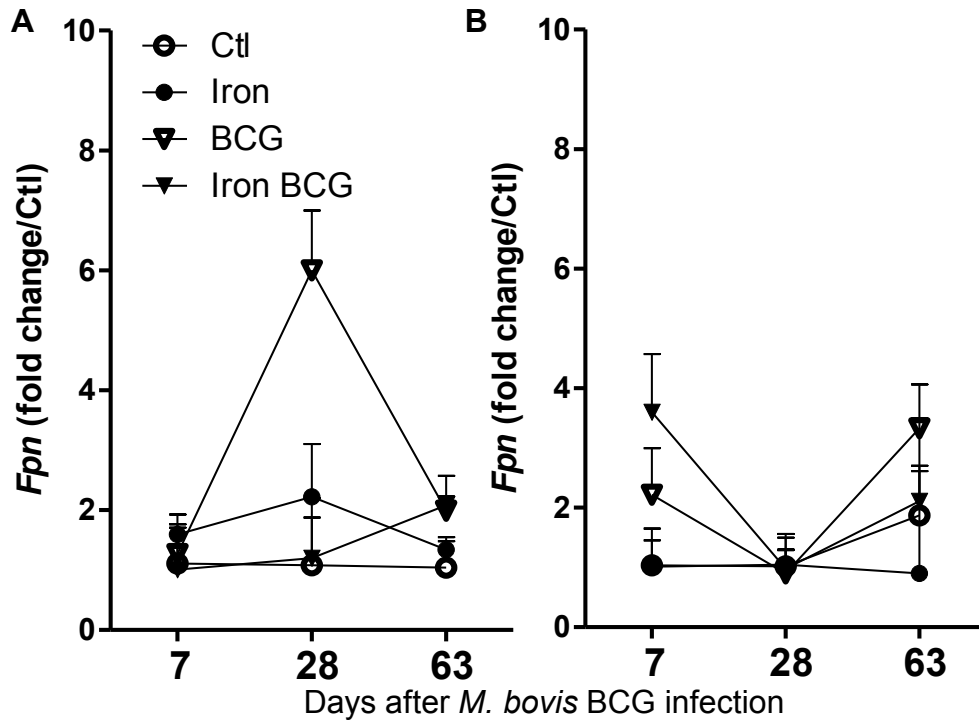 A
Fpn (fold change/Ctl)
10
8
6
4
2
0
Ctl
Iron
BCG
Iron BCG
7
28
63
B
Fpn (fold change/Ctl)
10
8
6
4
2
0
7
28
63
Days after M. bovis BCG infection